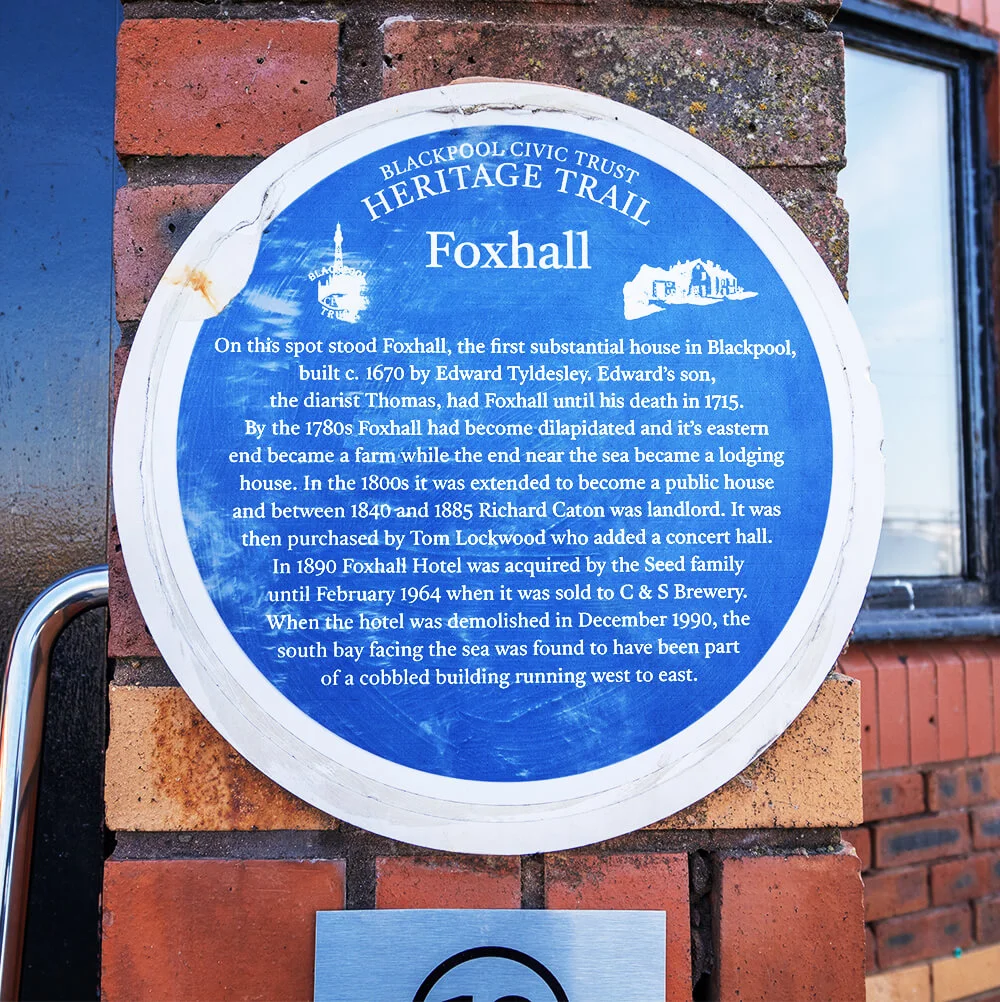 BLACKPOOL CIVIC TRUST
HERITAGE TRAIL
Foxhall
BLACKPOOL
TRUST
On this spot stood Foxhall, the first substantial house in Blackpool,
built c. 1670 by Edward Tyldesley. Edward's son,
the diarist Thomas, had Foxhall until his death in 1715.
By the 1780s Foxhall had become dilapidated and it's eastern
end became a farm while the end near the sea became a lodging
house. In the 1800s it was extended to become a public house
and between 1840 and 1885 Richard Caton was landlord. It was
then purchased by Tom Lockwood who added a concert hall.
In 1890 Foxhall Hotel was acquired by the Seed family
until February 1964 when it was sold to C & S Brewery.
When the hotel was demolished in December 1990, the
south bay facing the sea was found to have been part
of a cobbled building running west to east.